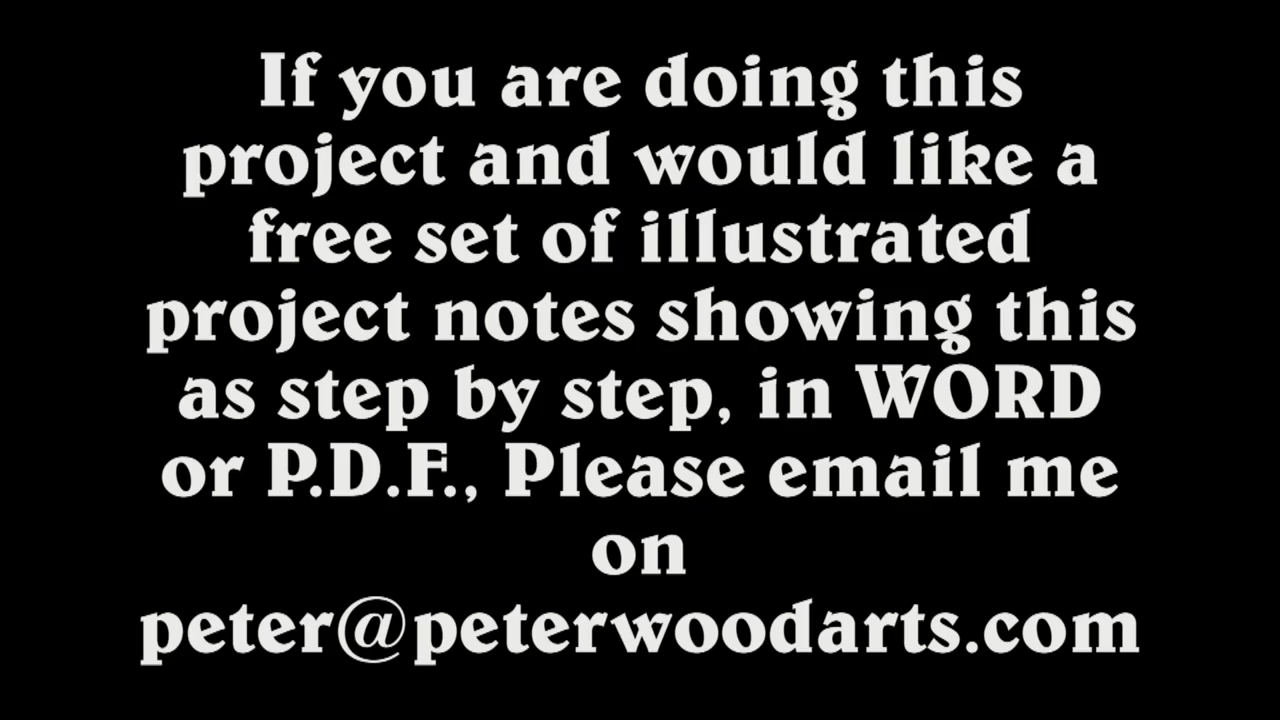 If you are doing this
project and would like a
free set of illustrated
project notes showing this
as step by step, in WORD
or P.D.F., Please email me
on
peter@peterwoodarts.com